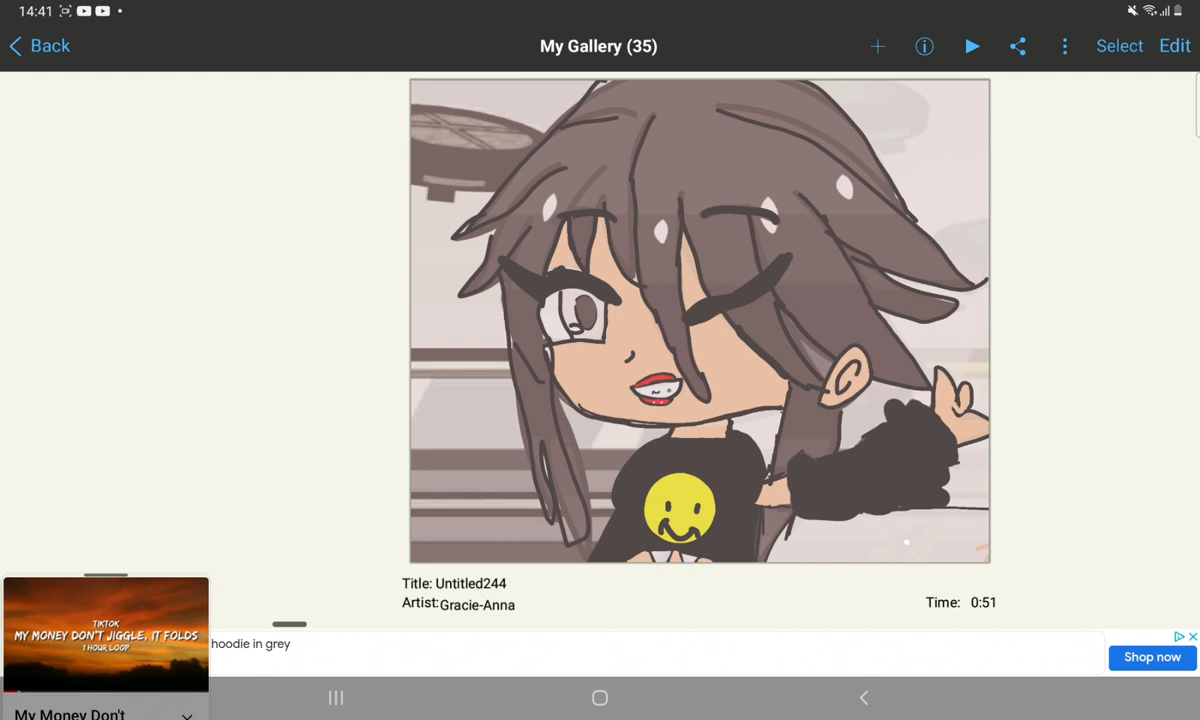 14:41
Back
My Gallery (35)
Select
Edit
Title: Untitled244
Artist: Gracie-Anna
Time: 0:51
TIKTOK
MY MONEY DON'T JIGGLE, IT FOLDS
1 HOUR LOOP
hoodie in grey
Shop now
My Money Don't